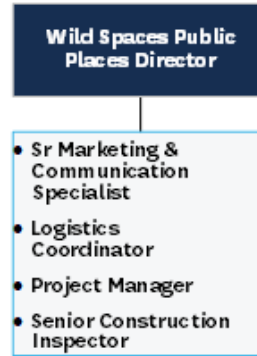 Wild Spaces Public
Places Director
• Sr Marketing &
Communication
Specialist
• Logistics
Coordinator
• Project Manager
• Senior Construction
Inspector